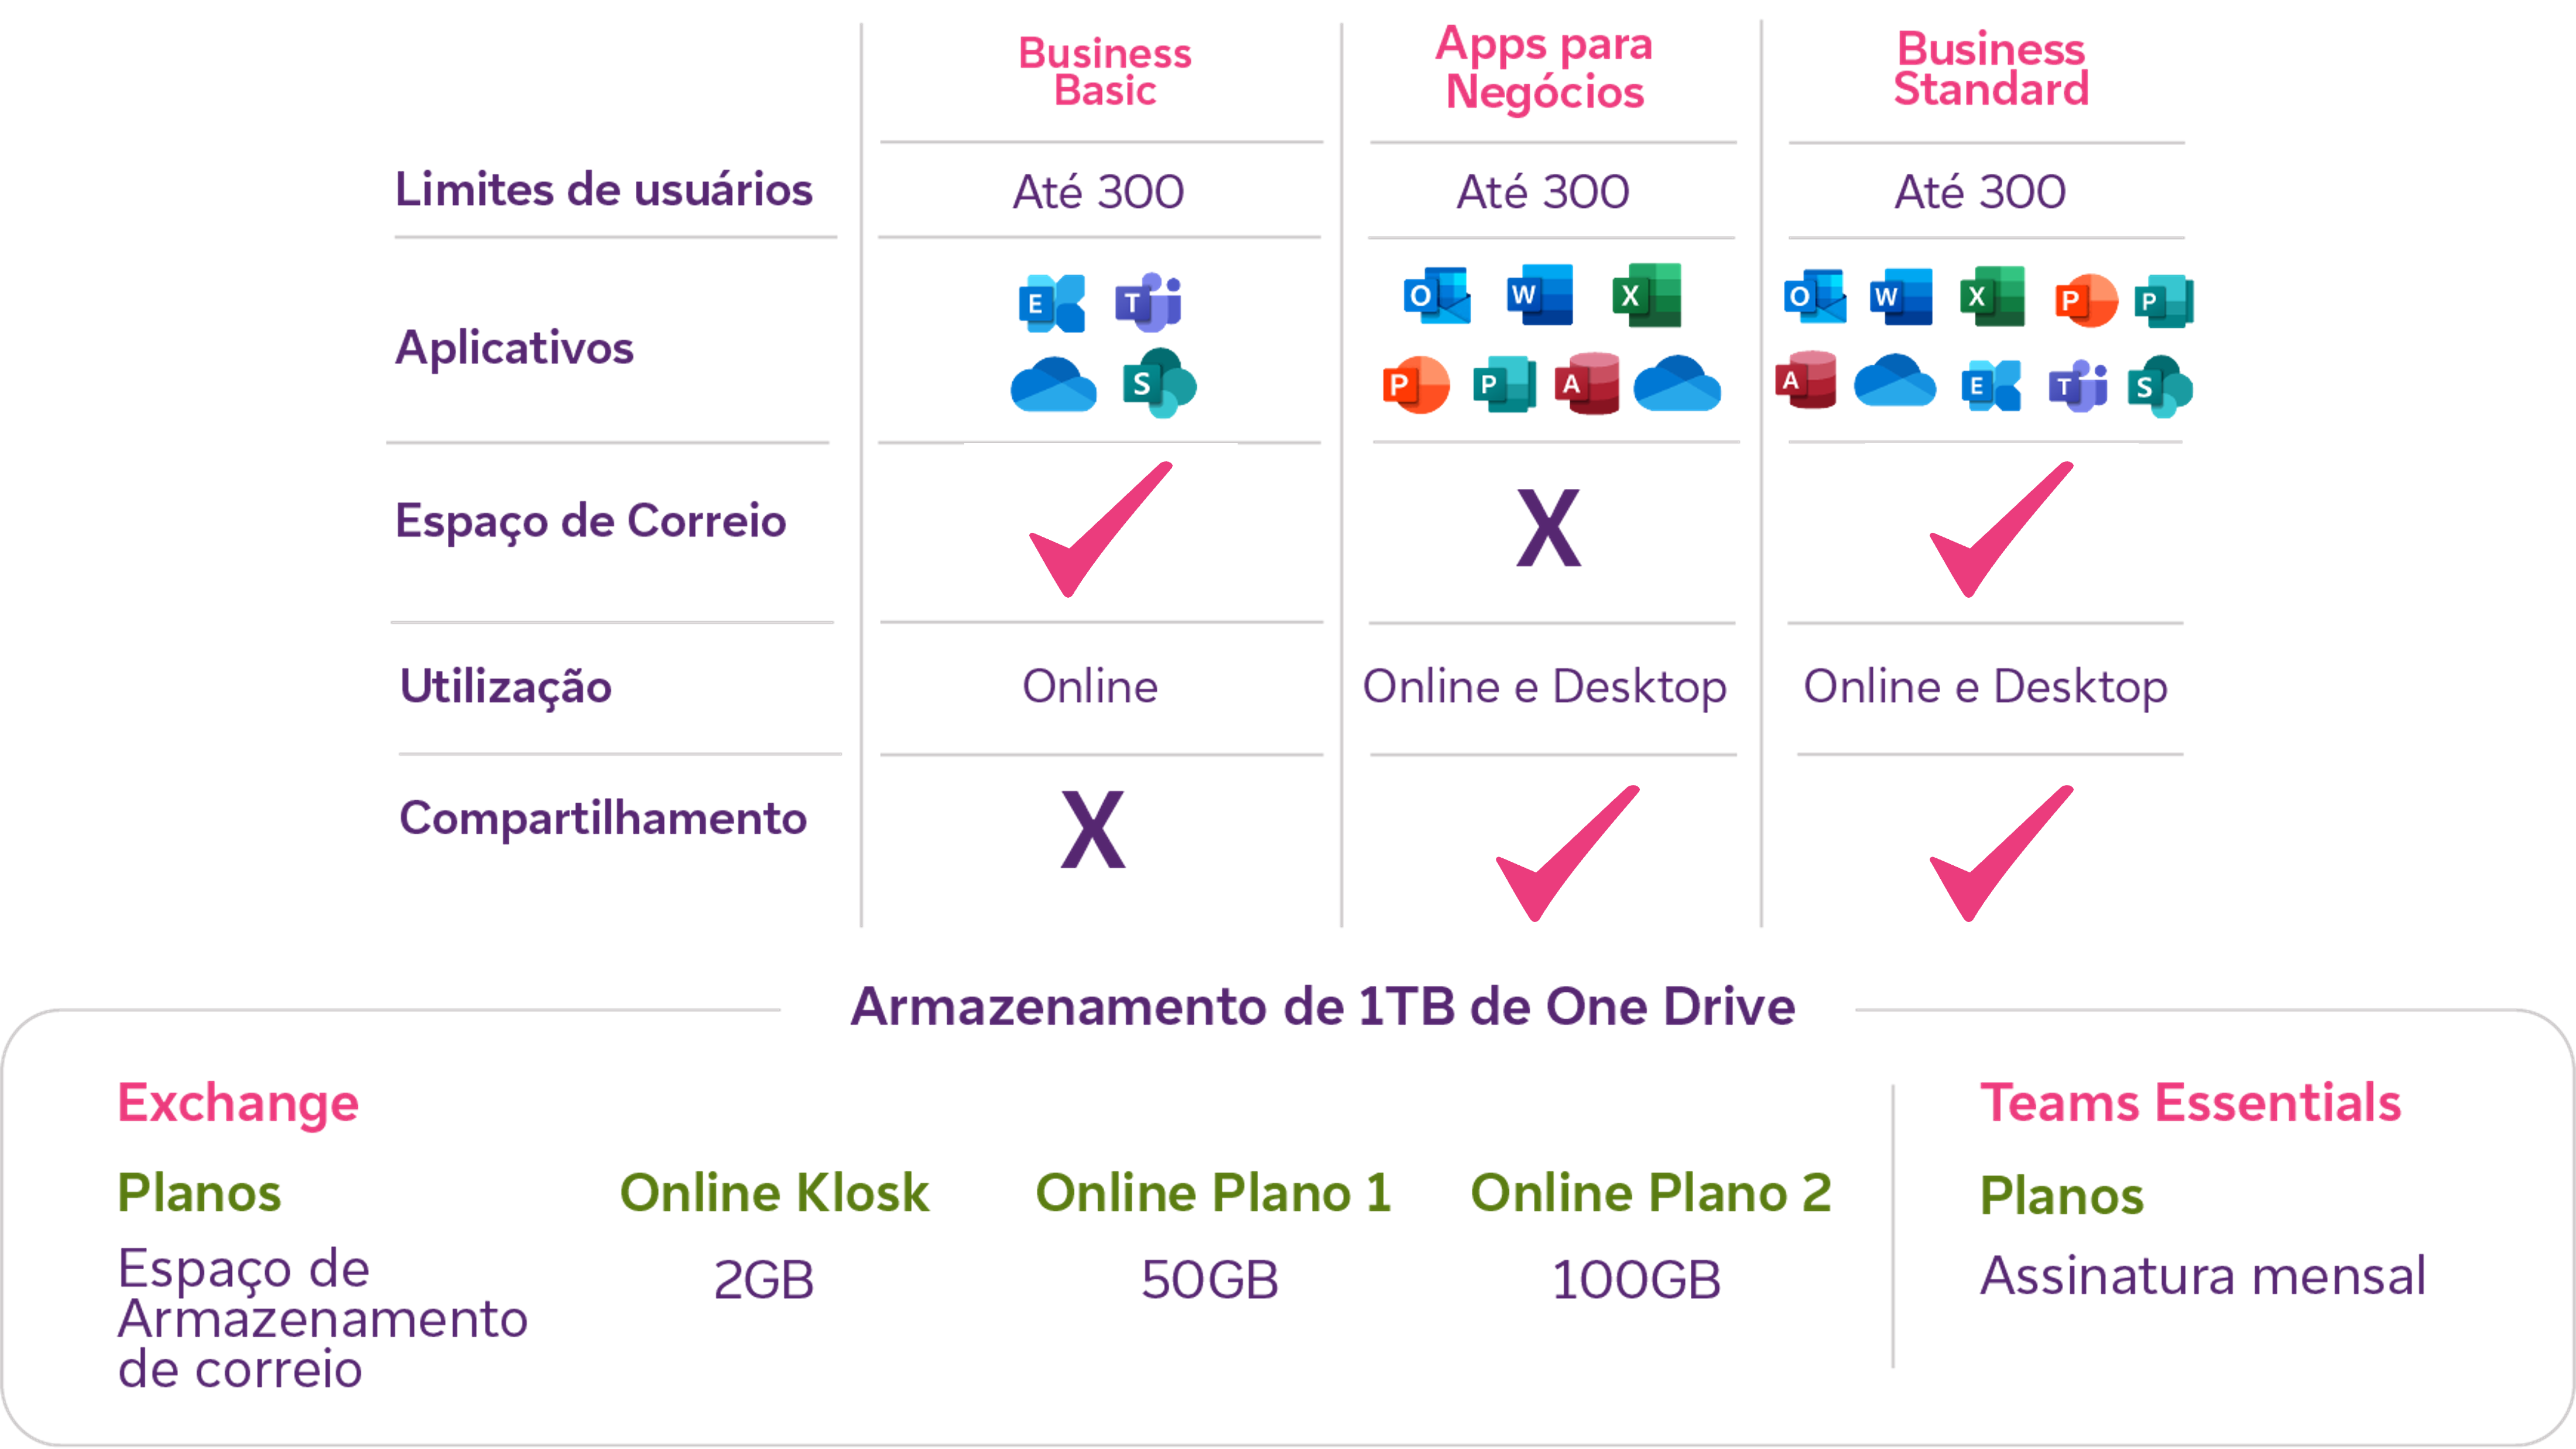 Business
Basic
Apps para
Negócios
Business
Standard
Limites de usuários
Até 300
Até 300
Até 300
Aplicativos
E T
S
O W X
P P A
O W X P P
A E T S
Espaço de Correio
X
Utilização
Online
Online e Desktop
Online e Desktop
Compartilhamento
X
Armazenamento de 1TB de One Drive
Exchange
Planos
Online Klosk
Online Plano 1
Online Plano 2
Espaço de
Armazenamento
de correio
2GB
50GB
100GB
Teams Essentials
Planos
Assinatura mensal